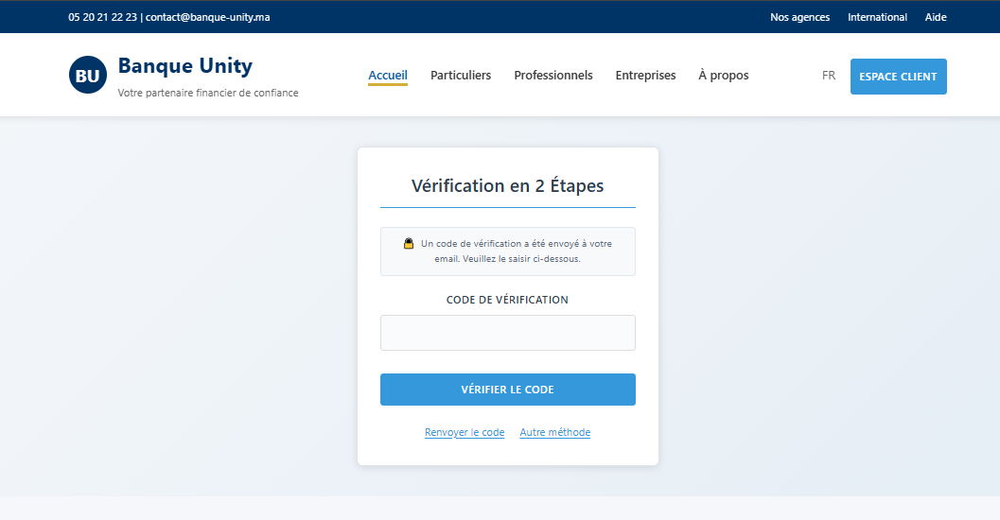 05 20 21 22 23 | contact@banque-unity.ma
Nos agences International Aide
BU
Banque Unity
Votre partenaire financier de confiance
Accueil Particuliers Professionnels Entreprises À propos
FR
ESPACE CLIENT
Vérification en 2 Étapes
Un code de vérification a été envoyé à votre
email. Veuillez le saisir ci-dessous.
CODE DE VÉRIFICATION
VÉRIFIER LE CODE
Renvoyer le code Autre méthode